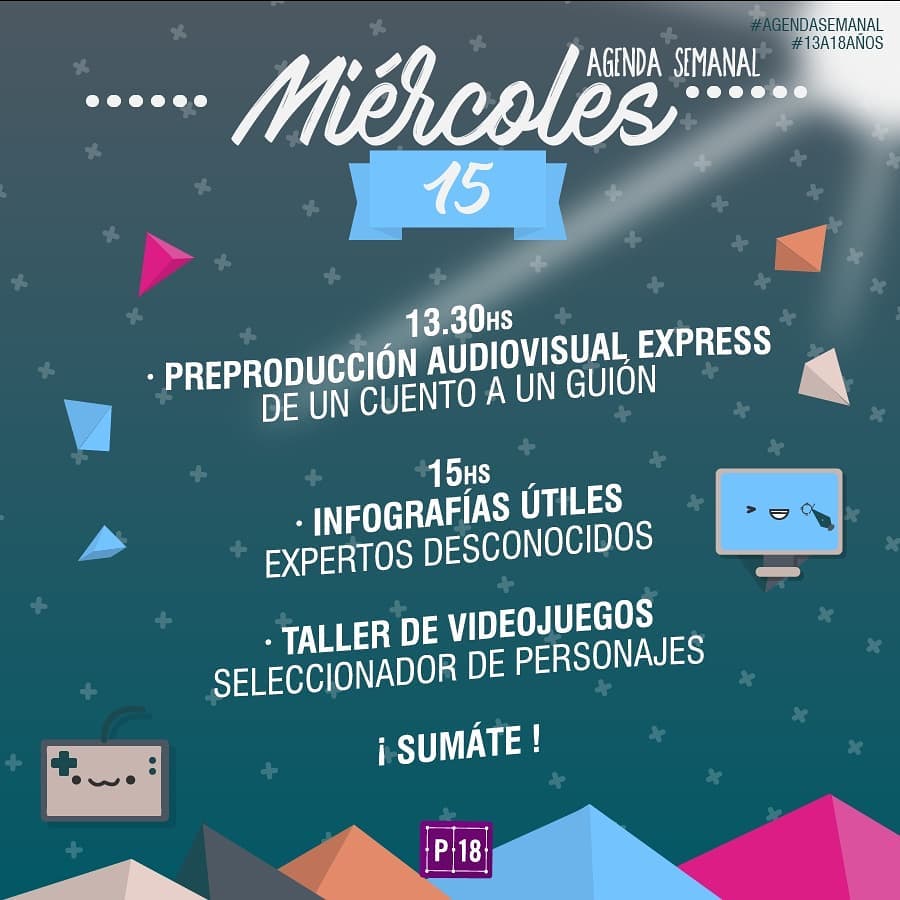 #AGENDASEMANAL
#13A18AÑOS
AGENDA SEMANAL
Miércoles
15
13.30HS
· PREPRODUCCIÓN AUDIOVISUAL EXPRESS
DE UN CUENTO A UN GUIÓN
15HS
· INFOGRAFÍAS ÚTILES
EXPERTOS DESCONOCIDOS
· TALLER DE VIDEOJUEGOS
SELECCIONADOR DE PERSONAJES
¡ SUMÁTE !
P 18